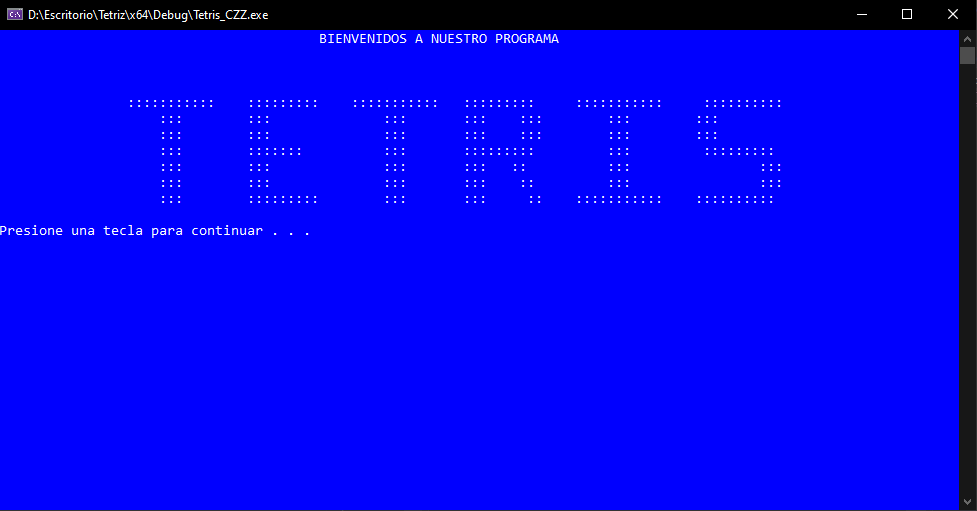 D:\Escritorio\Tetriz\x64\Debug\Tetris_CZZ.exe
BIENVENIDOS A NUESTRO PROGRAMA
TETRIS
Presione una tecla para continuar . . .